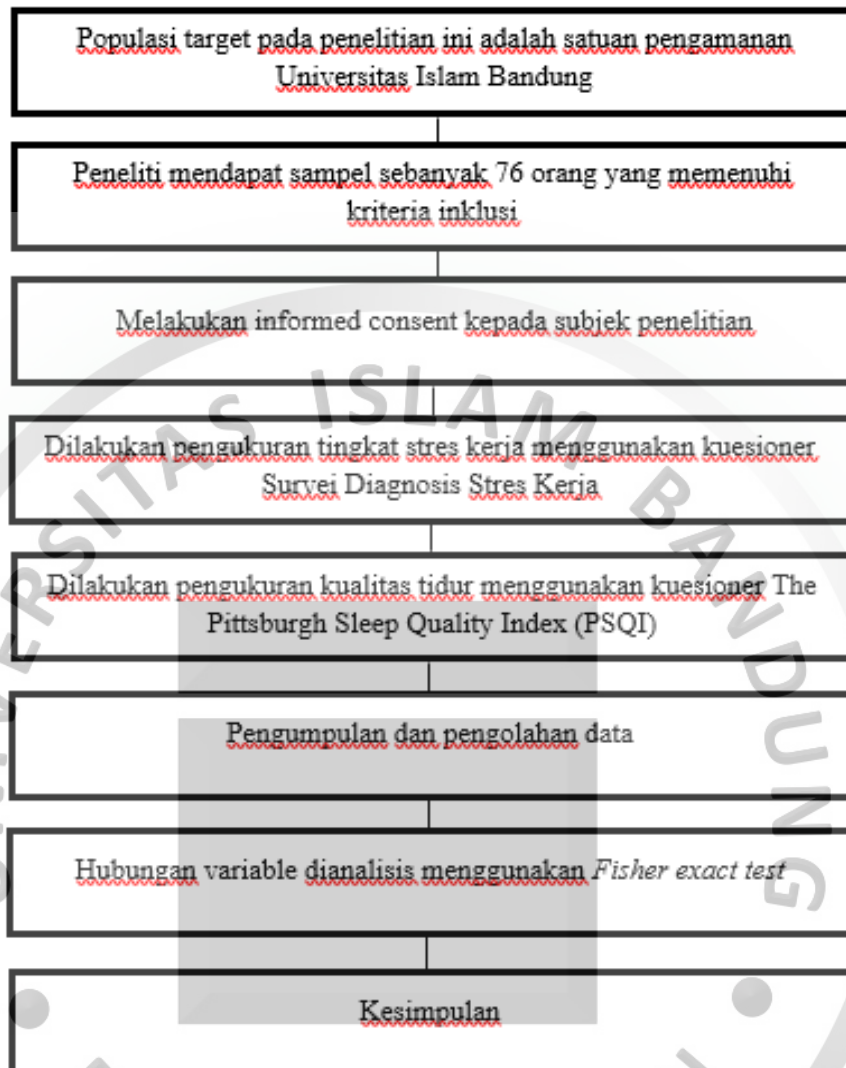 Populasi target pada penelitian ini adalah satuan pengamanan
Universitas Islam Bandung
Peneliti mendapat sampel sebanyak 76 orang yang memenuhi
kriteria inklusi
Melakukan informed consent kepada subjek penelitian
Dilakukan pengukuran tingkat stres kerja menggunakan kuesioner
Survei Diagnosis Stres Kerja
Dilakukan pengukuran kualitas tidur menggunakan kuesioner The
Pittsburgh Sleep Quality Index (PSQI)
Pengumpulan dan pengolahan data
Hubungan variable dianalisis menggunakan Fisher exact test
Kesimpulan
ISLAM BANDUNG